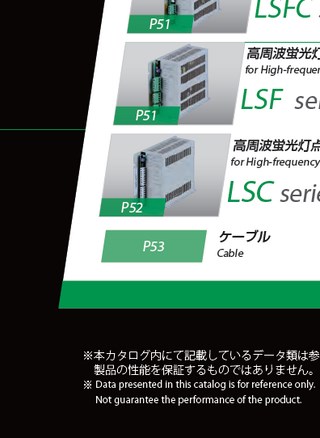 LSFC
P51
高周波蛍光灯
for High-frequen
LSF se
P51
高周波蛍光灯点
for High-frequency
LSC serie
P52
P53
ケーブル
Cable
※本カタログ内にて記載しているデータ類は参
製品の性能を保証するものではありません。
※ Data presented in this catalog is for reference only.
Not guarantee the performance of the product.